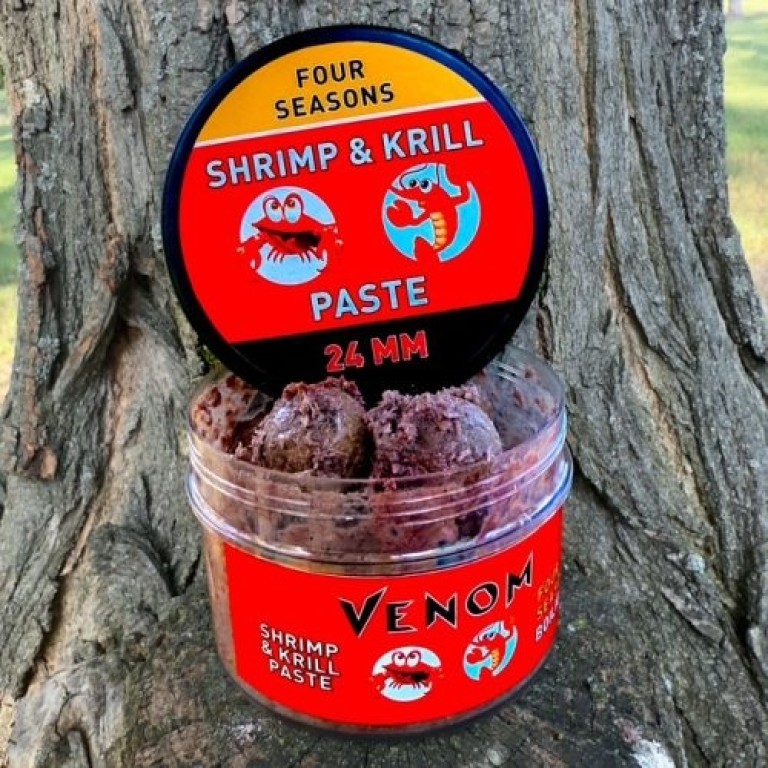 FOUR
SEASONS
SHRIMP & KRILL
PASTE
24 MM
VENOM
SHRIMP
& KRILL
PASTE